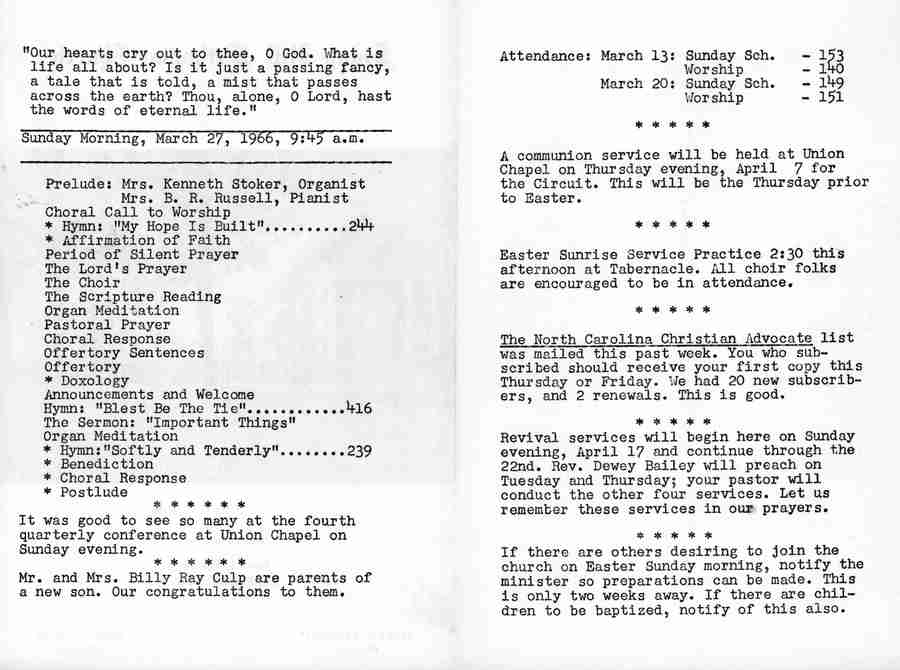 "Our hearts cry out to thee, O God. What is
life all about? Is it just a passing fancy,
a tale that is told, a mist that passes
across the earth? Thou, alone, O Lord, hast
the words of eternal life."
Sunday Morning, March 27, 1966, 9:45 a.m.
Prelude: Mrs. Kenneth Stoker, Organist
Mrs. B. R. Russell, Pianist
Choral Call to Worship
* Hymn: "My Hope Is Built"..........244
* Affirmation of Faith
Period of Silent Prayer
The Lord's Prayer
The Choir
The Scripture Reading
Organ Meditation
Pastoral Prayer
Choral Response
Offertory Sentences
Offertory
* Doxology
Announcements and Welcome
Hymn: "Blest Be The Tie"............416
The Sermon: "Important Things"
Organ Meditation
* Hymn:"Softly and Tenderly"........239
* Benediction
* Choral Response
* Postlude
* * * * * *
It was good to see so many at the fourth
quarterly conference at Union Chapel on
Sunday evening.
* * * * * *
Mr. and Mrs. Billy Ray Culp are parents of
a new son. Our congratulations to them.
Attendance: March 13: Sunday Sch. - 153
Worship - 140
March 20: Sunday Sch. - 149
Worship - 151
* * * * *
A communion service will be held at Union
Chapel on Thursday evening, April 7 for
the Circuit. This will be the Thursday prior
to Easter.
* * * * *
Easter Sunrise Service Practice 2:30 this
afternoon at Tabernacle. All choir folks
are encouraged to be in attendance.
* * * * *
The North Carolina Christian Advocate list
was mailed this past week. You who sub-
scribed should receive your first copy this
Thursday or Friday. We had 20 new subscrib-
ers, and 2 renewals. This is good.
* * * * *
Revival services will begin here on Sunday
evening, April 17 and continue through the
22nd. Rev. Dewey Bailey will preach on
Tuesday and Thursday; your pastor will
conduct the other four services. Let us
remember these services in our prayers.
* * * * *
If there are others desiring to join the
church on Easter Sunday morning, notify the
minister so preparations can be made. This
is only two weeks away. If there are chil-
dren to be baptized, notify of this also.